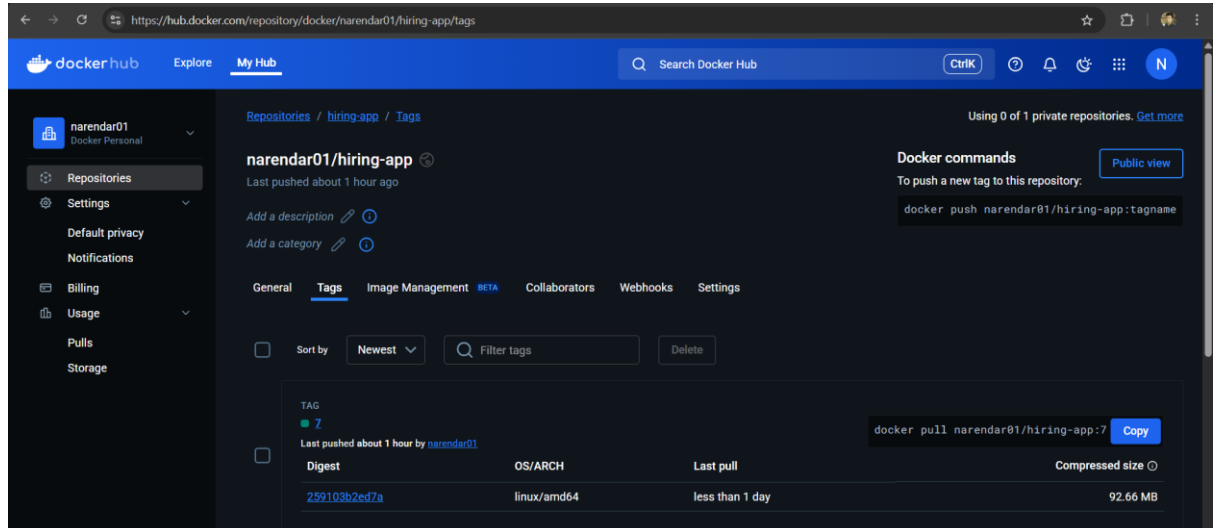 https://hub.docker.com/repository/docker/narendar01/hiring-app/tags
dockerhub Explore My Hub Search Docker Hub CtrlK N
narendar01
Docker Personal
Repositories
Settings
Default privacy
Notifications
Billing
Usage
Pulls
Storage
Repositories / hiring-app / Tags
Using 0 of 1 private repositories. Get more
narendar01/hiring-app
Last pushed about 1 hour ago
Add a description
Add a category
Docker commands
Public view
To push a new tag to this repository:
docker push narendar01/hiring-app:tagname
General Tags Image Management BETA Collaborators Webhooks Settings
Sort by Newest Filter tags Delete
TAG
7
Last pushed about 1 hour by narendar01
docker pull narendar01/hiring-app:7 Copy
Digest OS/ARCH Last pull Compressed size
259103b2ed7a linux/amd64 less than 1 day 92.66 MB